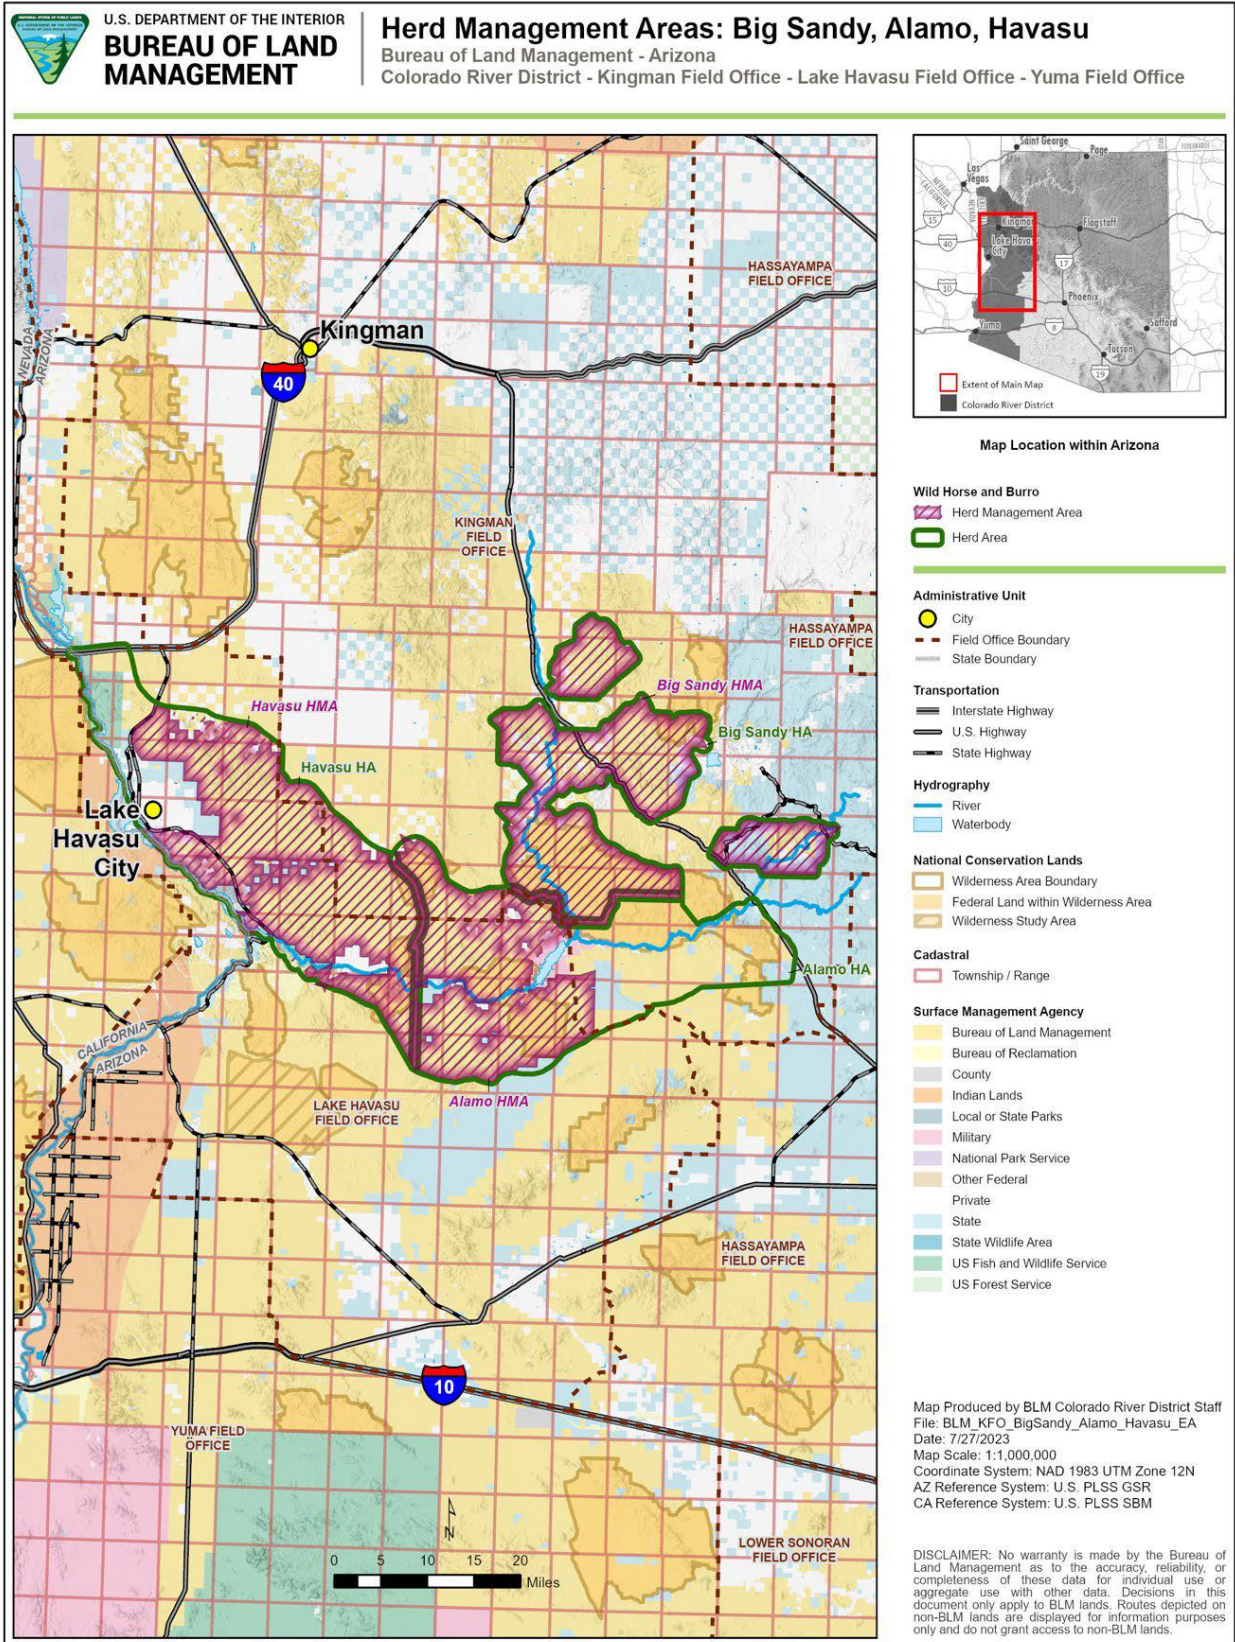 U.S. DEPARTMENT OF THE INTERIOR
BUREAU OF LAND
MANAGEMENT
Herd Management Areas: Big Sandy, Alamo, Havasu
Bureau of Land Management - Arizona
Colorado River District - Kingman Field Office - Lake Havasu Field Office - Yuma Field Office
HASSAYAMPA
FIELD OFFICE
Kingman
NEVADA
ARIZONA
40
KINGMAN
FIELD
OFFICE
HASSAYAMPA
FIELD OFFICE
Big Sandy HMA
Havasu HMA
Big Sandy HA
Havasu HA
Lake
Havasu
City
Alamo HA
CALIFORNIA
ARIZONA
Alamo HMA
LAKE HAVASU
FIELD OFFICE
HASSAYAMPA
FIELD OFFICE
10
YUMA FIELD
OFFICE
N
LOWER SONORAN
FIELD OFFICE
0 5 10 15 20
Miles
Saint George
Page
Las
Vegas
NEVADA
CALIFORNIA
15
Kingman
Flagstaff
40
Lake Havasu
City
17
10
Phoenix
Yuma
8
Safford
Tucson
19
Extent of Main Map
Colorado River District
Map Location within Arizona
Wild Horse and Burro
Herd Management Area
Herd Area
Administrative Unit
City
Field Office Boundary
State Boundary
Transportation
Interstate Highway
U.S. Highway
State Highway
Hydrography
River
Waterbody
National Conservation Lands
Wilderness Area Boundary
Federal Land within Wilderness Area
Wilderness Study Area
Cadastral
Township / Range
Surface Management Agency
Bureau of Land Management
Bureau of Reclamation
County
Indian Lands
Local or State Parks
Military
National Park Service
Other Federal
Private
State
State Wildlife Area
US Fish and Wildlife Service
US Forest Service
Map Produced by BLM Colorado River District Staff
File: BLM_KFO_BigSandy_Alamo_Havasu_EA
Date: 7/27/2023
Map Scale: 1:1,000,000
Coordinate System: NAD 1983 UTM Zone 12N
AZ Reference System: U.S. PLSS GSR
CA Reference System: U.S. PLSS SBM
DISCLAIMER: No warranty is made by the Bureau of
Land Management as to the accuracy, reliability, or
completeness of these data for individual use or
aggregate use with other data. Decisions in this
document only apply to BLM lands. Routes depicted on
non-BLM lands are displayed for information purposes
only and do not grant access to non-BLM lands.